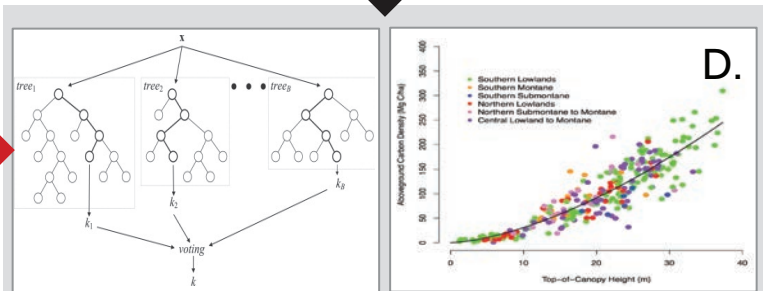 x
tree1
tree2
treeB
k1
k2
kB
voting
k
D.
Aboveground Carbon Density (Mg C/ha)
400
350
300
250
200
150
100
50
0
Southern Lowlands
Southern Montane
Southern Submontane
Northern Lowlands
Northern Submontane to Montane
Central Lowland to Montane
0
10
20
30
40
Top-of-Canopy Height (m)